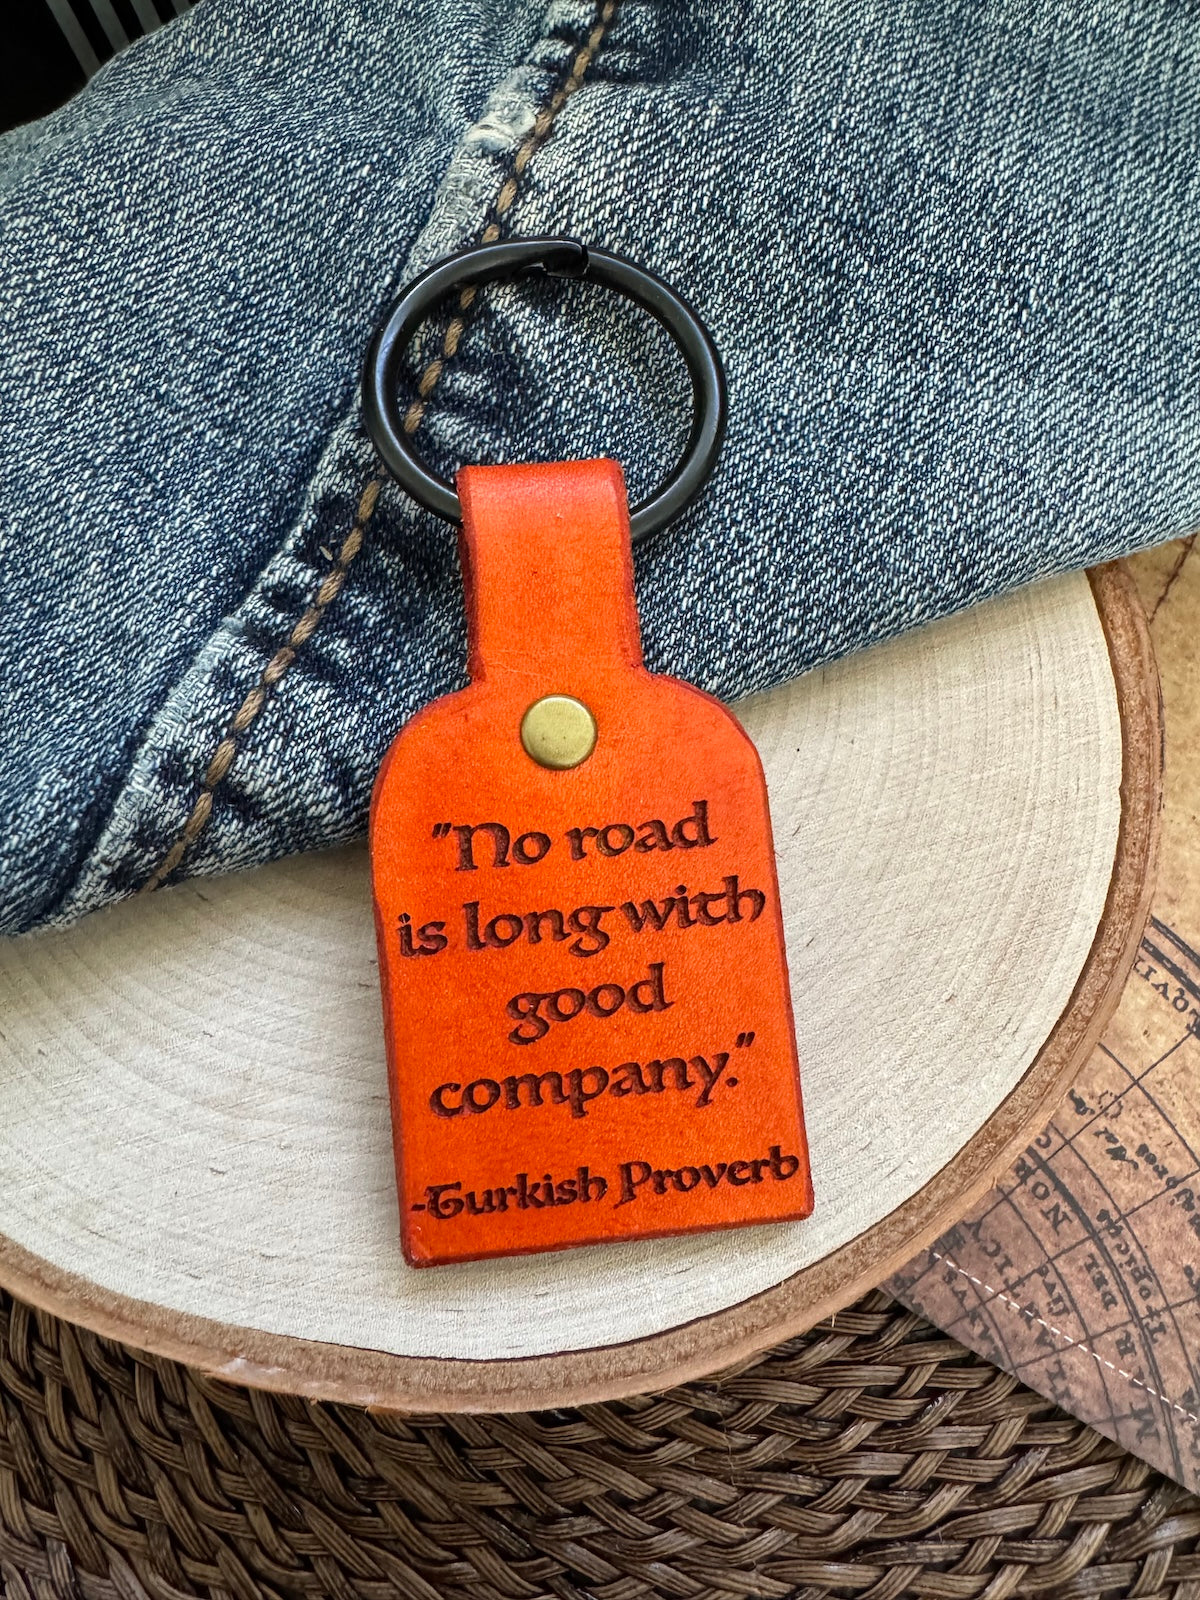 "No road
is long with
good
company."
-Turkish Proverb